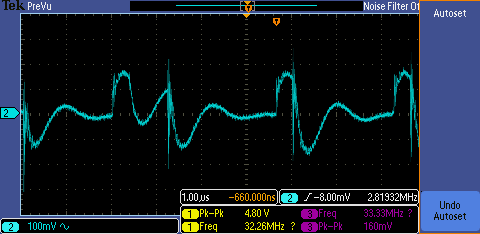 Tek PreVu Noise Filter Of
Autoset
T
T
2
1.00μs -660.000ns
2 -8.00mV 2.81932MHz
1 Pk-Pk 4.80 V 3 Freq 33.33MHz ?
1 Freq 32.26MHz ? 3 Pk-Pk 160mV
2 100mV
Undo
Autoset